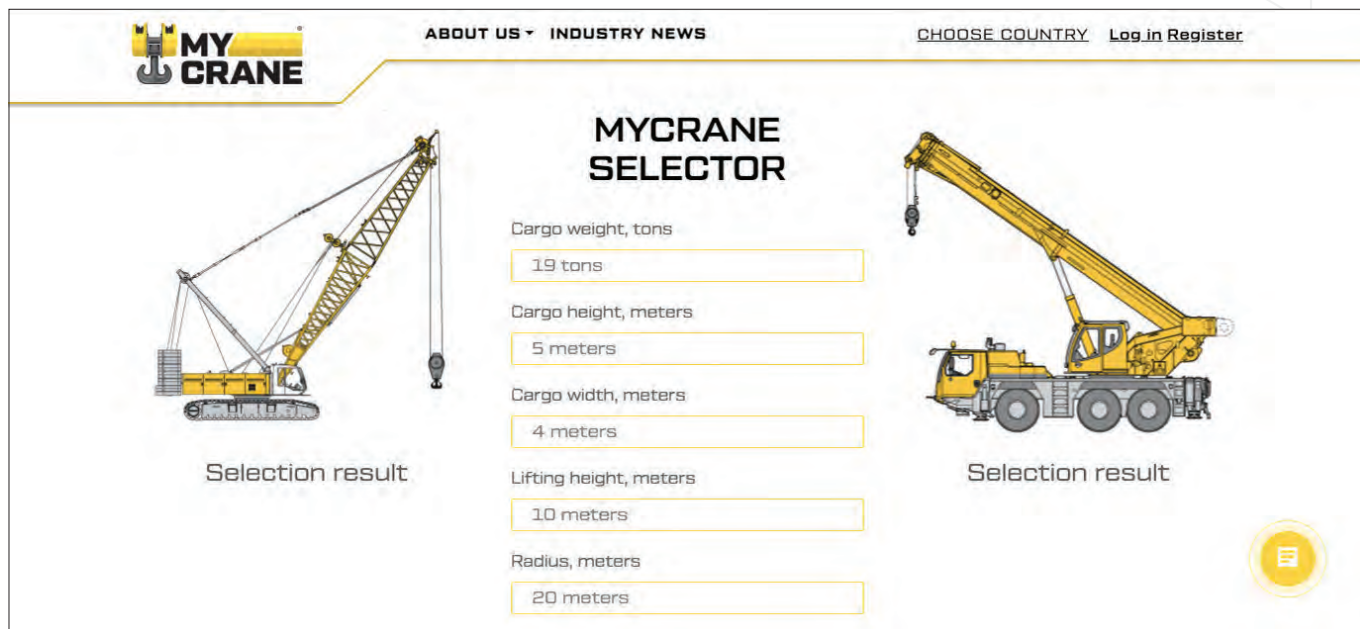 MY
CRANE
ABOUT US INDUSTRY NEWS
CHOOSE COUNTRY Log in Register
MYCRANE
SELECTOR
Cargo weight, tons
19 tons
Cargo height, meters
5 meters
Cargo width, meters
4 meters
Lifting height, meters
10 meters
Radius, meters
20 meters
Selection result
Selection result